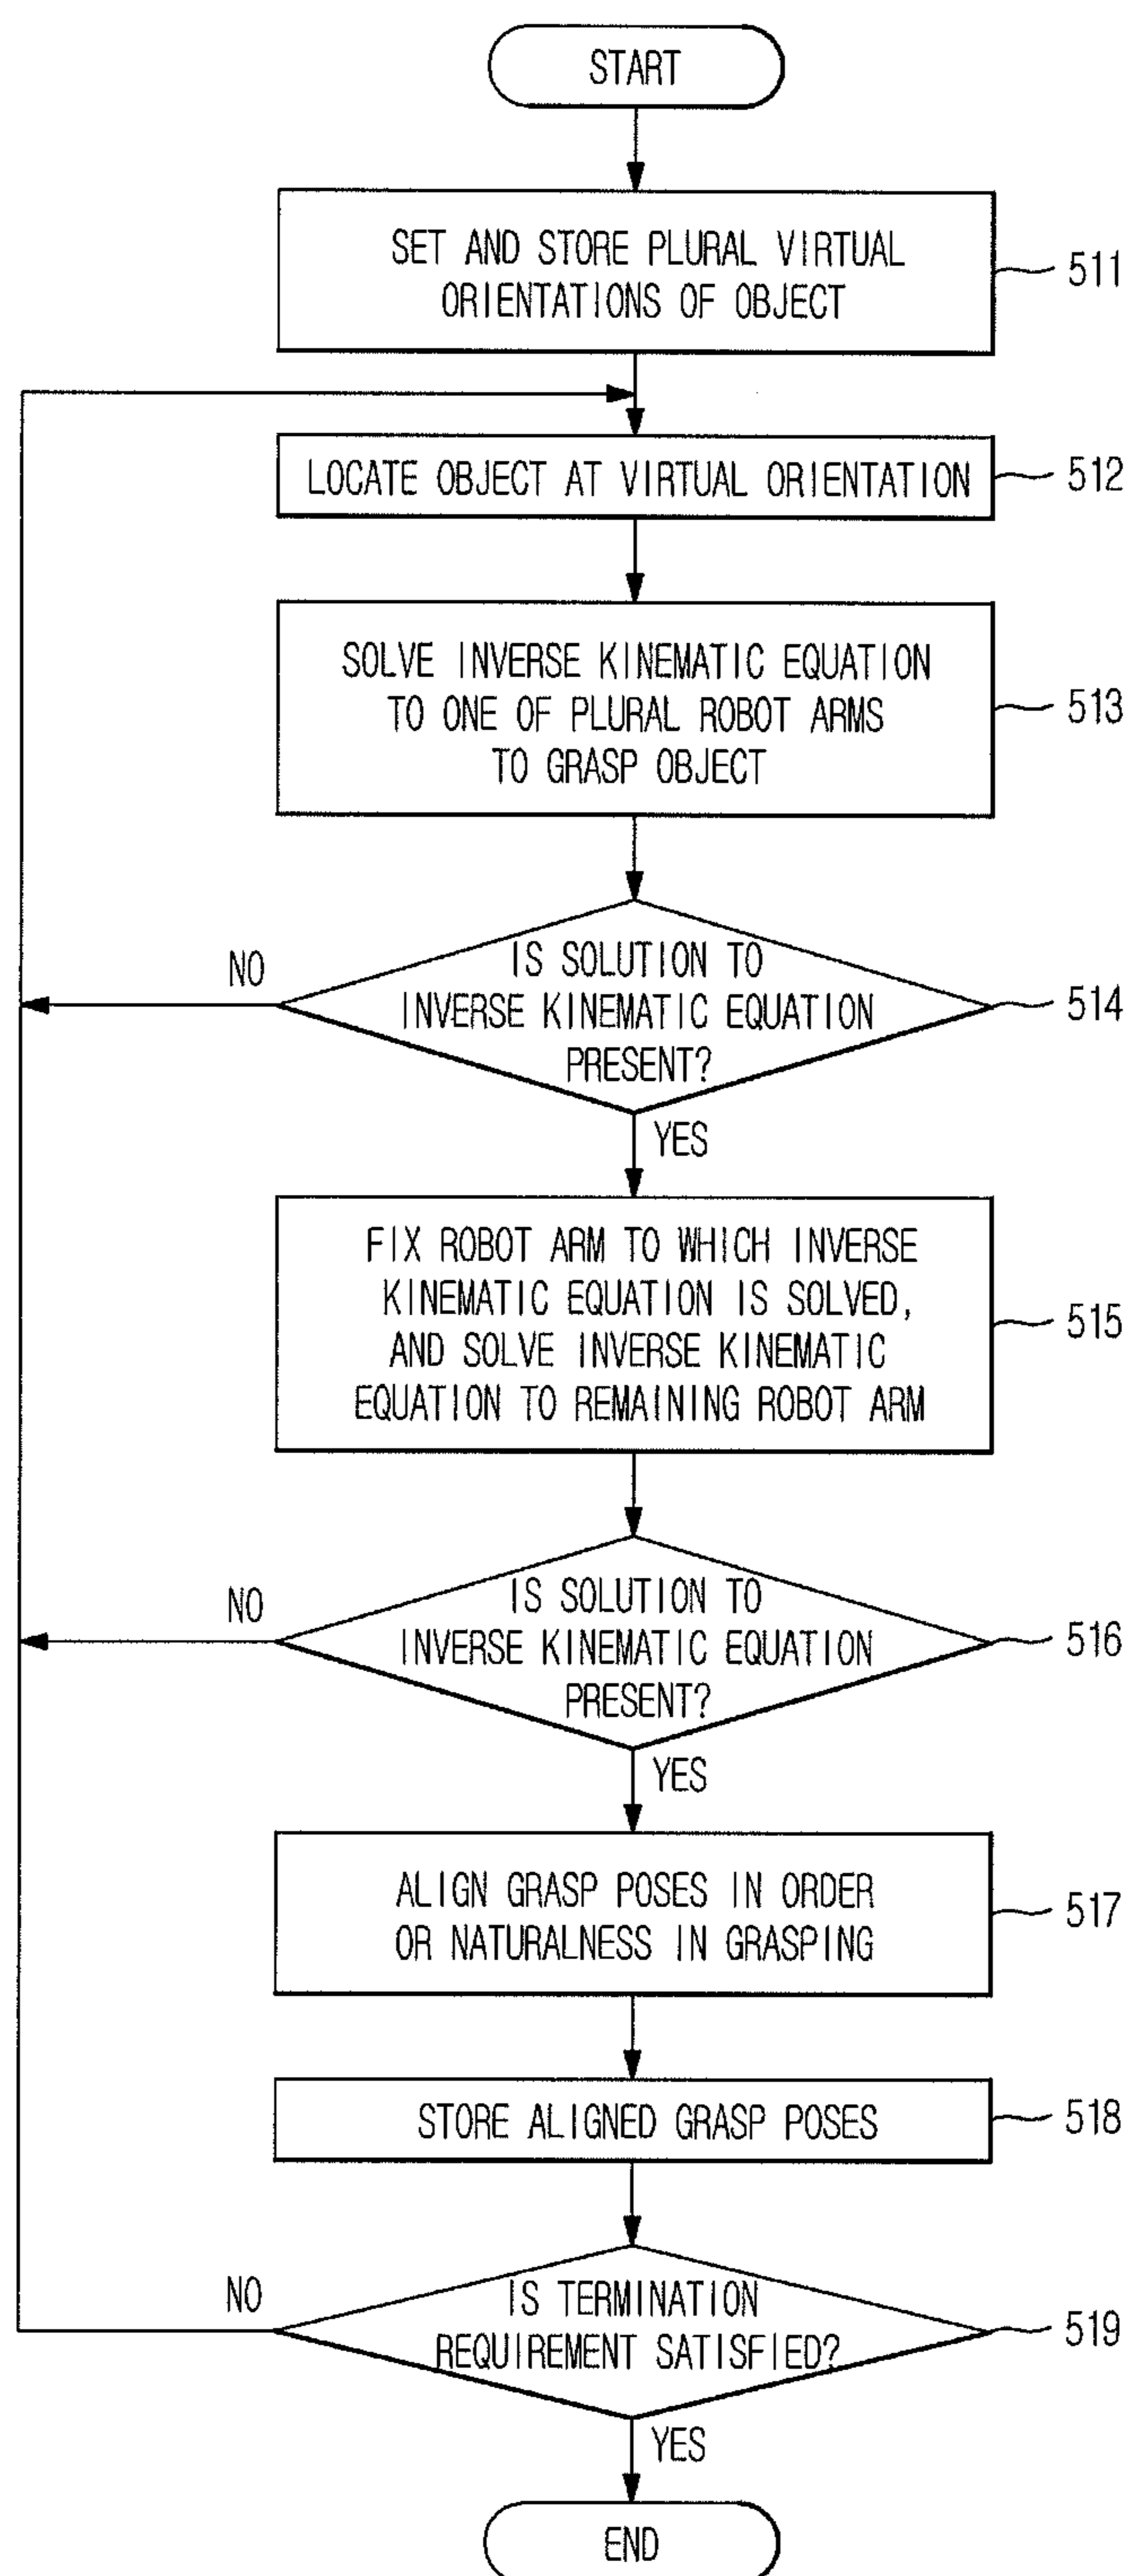 START
SET AND STORE PLURAL VIRTUAL
ORIENTATIONS OF OBJECT
511
LOCATE OBJECT AT VIRTUAL ORIENTATION
512
SOLVE INVERSE KINEMATIC EQUATION
TO ONE OF PLURAL ROBOT ARMS
TO GRASP OBJECT
513
NO
IS SOLUTION TO
INVERSE KINEMATIC EQUATION
PRESENT?
514
YES
FIX ROBOT ARM TO WHICH INVERSE
KINEMATIC EQUATION IS SOLVED,
AND SOLVE INVERSE KINEMATIC
EQUATION TO REMAINING ROBOT ARM
515
NO
IS SOLUTION TO
INVERSE KINEMATIC EQUATION
PRESENT?
516
YES
ALIGN GRASP POSES IN ORDER
OR NATURALNESS IN GRASPING
517
STORE ALIGNED GRASP POSES
518
NO
IS TERMINATION
REQUIREMENT SATISFIED?
519
YES
END